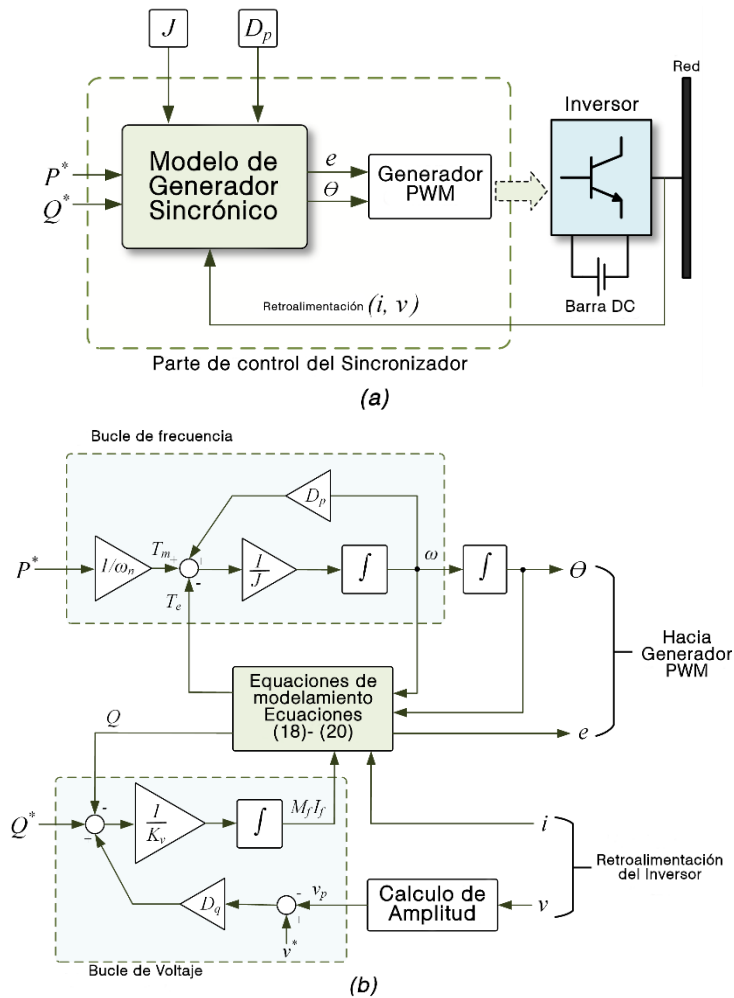 J
D_p
Red
Inversor
P*
Q*
Modelo de
Generador
Sincrónico
e
Θ
Generador
PWM
Retroalimentación (i, v)
Barra DC
Parte de control del Sincronizador
(a)
Bucle de frecuencia
D_p
P*
1/ω_n
T_m
+
+
-
1/J
∫
ω
∫
Θ
T_e
Hacia
Generador
PWM
Equaciones de
modelamiento
Ecuaciones
(18)- (20)
Q
e
Q*
-
-
1/K_v
∫
M_f I_f
i
Retroalimentación
del Inversor
D_q
-
+
v_p
v*
Calculo de
Amplitud
v
Bucle de Voltaje
(b)